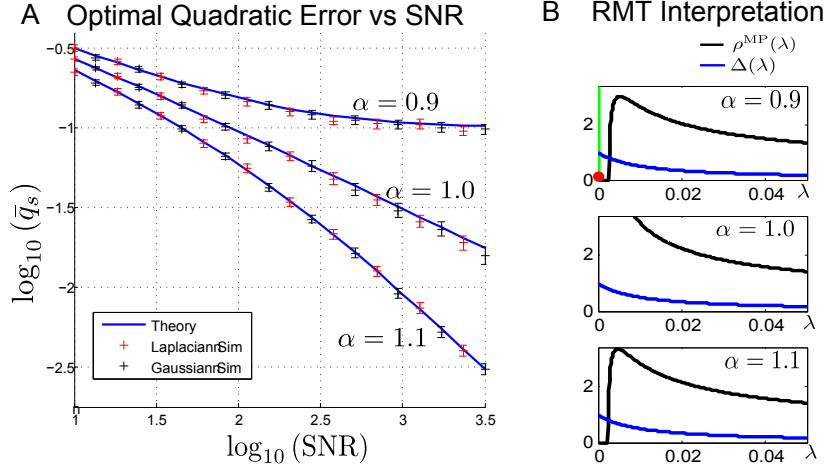 A Optimal Quadratic Error vs SNR
−0.5
−1
−1.5
−2
−2.5
log₁₀ (q̄ₛ)
α = 0.9
α = 1.0
α = 1.1
Theory
LaplaciannSim
GaussiannSim
1 1.5 2 2.5 3 3.5
log₁₀ (SNR)
B RMT Interpretation
ρᴹᴾ(λ)
Δ(λ)
α = 0.9
2
0
0 0.02 0.04 λ
α = 1.0
2
0
0 0.02 0.04 λ
α = 1.1
2
0
0 0.02 0.04 λ